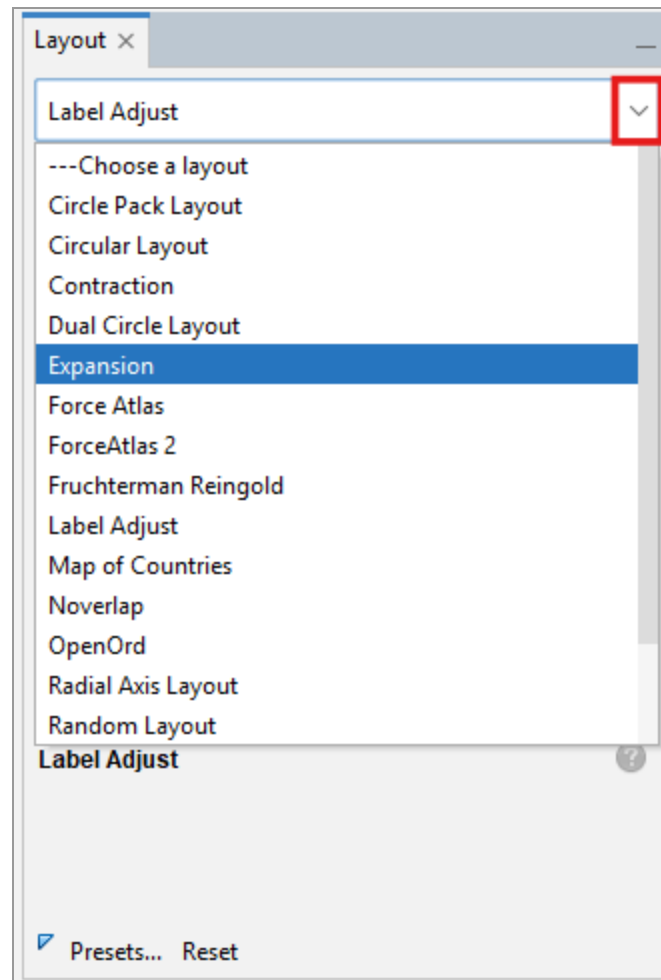 Layout
Label Adjust
---Choose a layout
Circle Pack Layout
Circular Layout
Contraction
Dual Circle Layout
Expansion
Force Atlas
ForceAtlas 2
Fruchterman Reingold
Label Adjust
Map of Countries
Noverlap
OpenOrd
Radial Axis Layout
Random Layout
Label Adjust ?
Presets... Reset